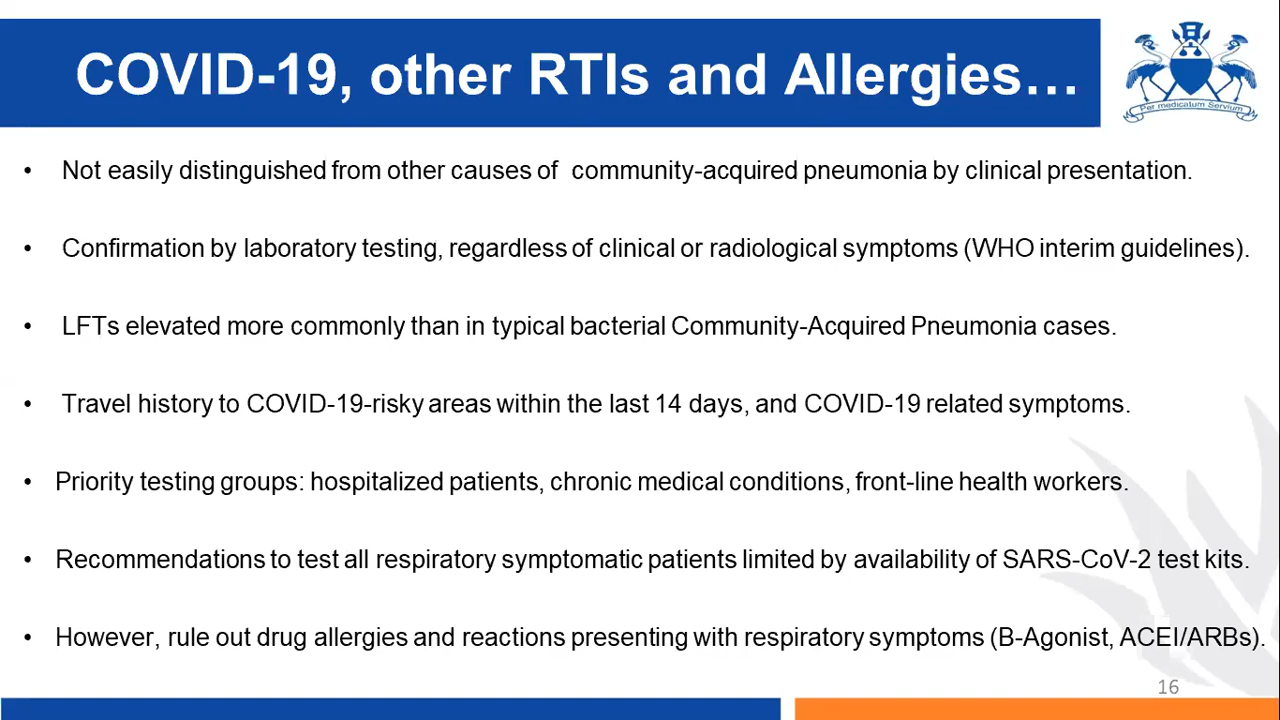 COVID-19, other RTIs and Allergies…
Per medicatum Servium
• Not easily distinguished from other causes of community-acquired pneumonia by clinical presentation.
• Confirmation by laboratory testing, regardless of clinical or radiological symptoms (WHO interim guidelines).
• LFTs elevated more commonly than in typical bacterial Community-Acquired Pneumonia cases.
• Travel history to COVID-19-risky areas within the last 14 days, and COVID-19 related symptoms.
• Priority testing groups: hospitalized patients, chronic medical conditions, front-line health workers.
• Recommendations to test all respiratory symptomatic patients limited by availability of SARS-CoV-2 test kits.
• However, rule out drug allergies and reactions presenting with respiratory symptoms (B-Agonist, ACEI/ARBs).
16